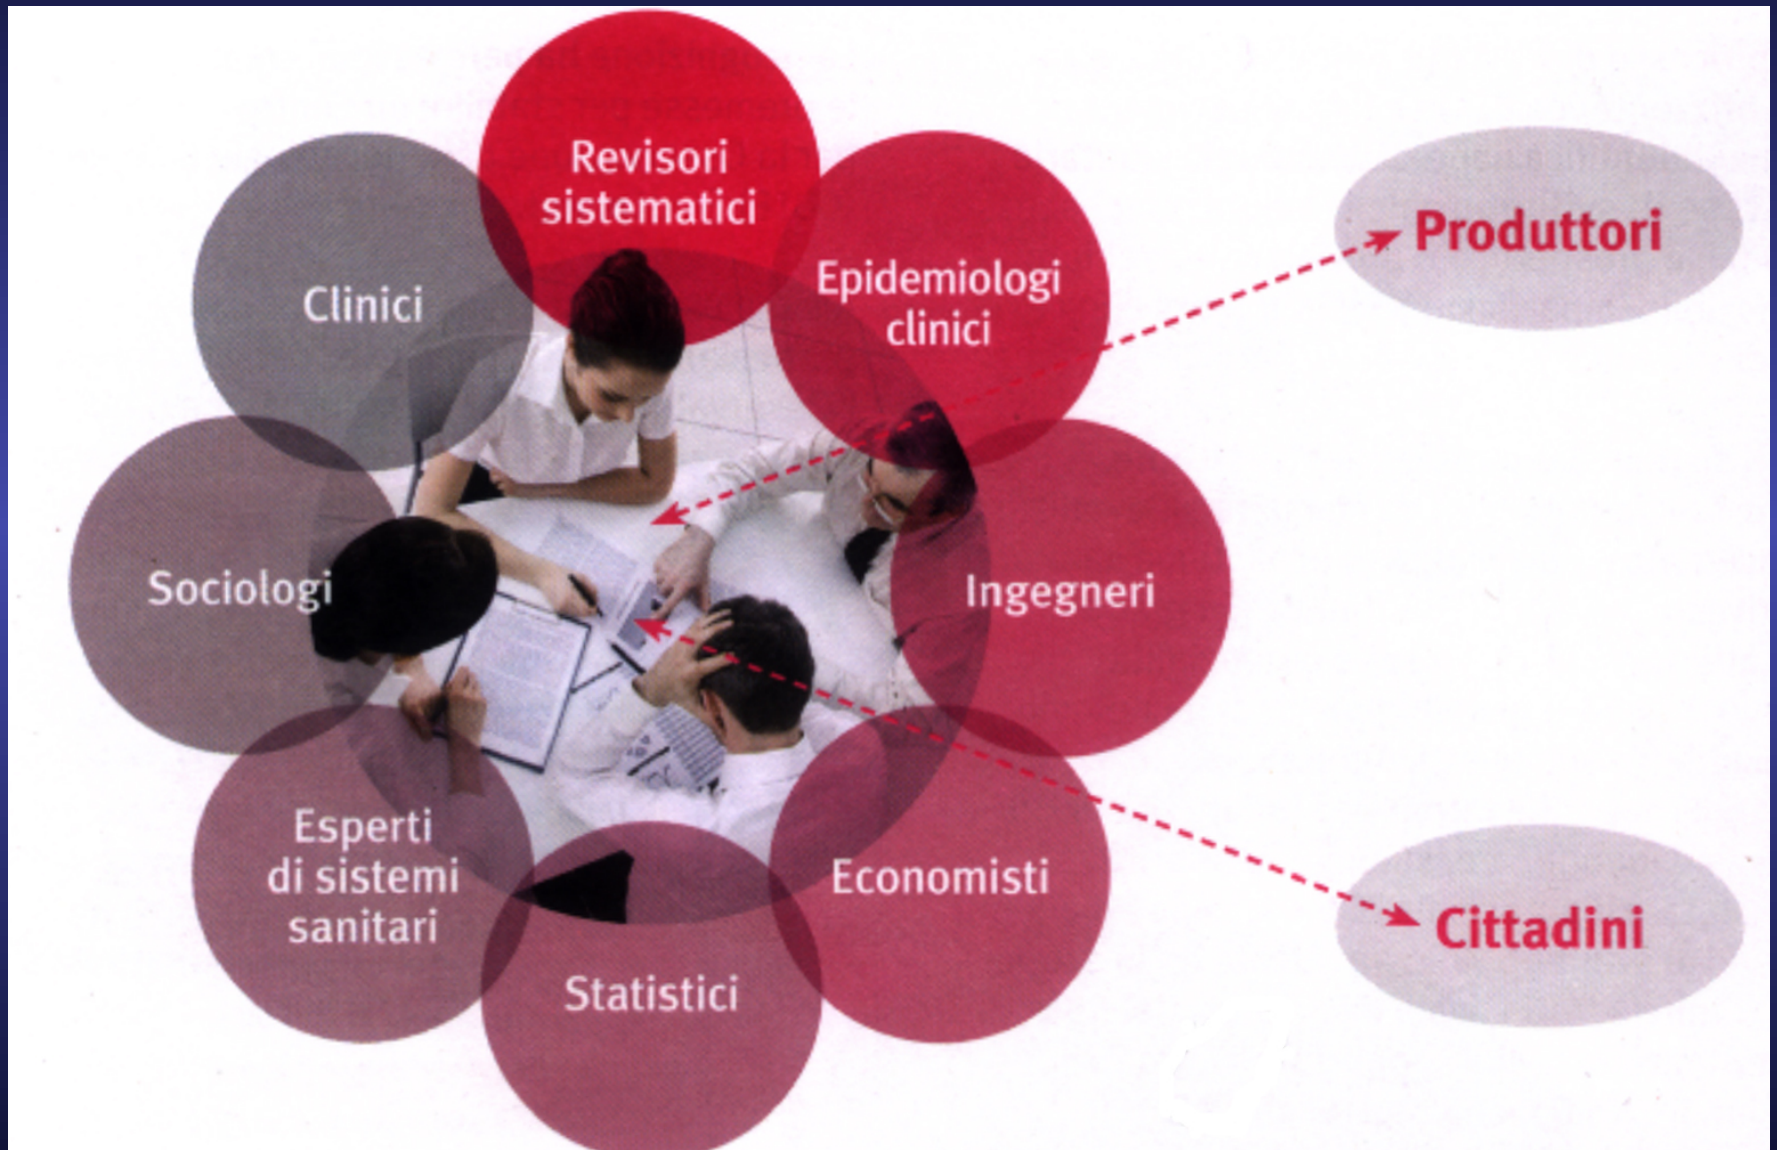 Revisori
sistematici
Epidemiologi
clinici
Ingegneri
Economisti
Statistici
Esperti
di sistemi
sanitari
Sociologi
Clinici
Produttori
Cittadini